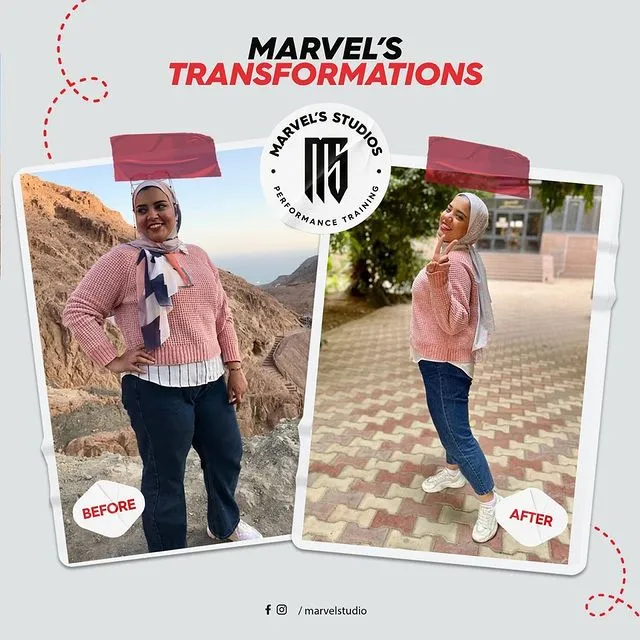 MARVEL'S
TRANSFORMATIONS
MARVEL'S STUDIOS
MS
• PERFORMANCE TRAINING •
BEFORE
AFTER
/ marvelstudio